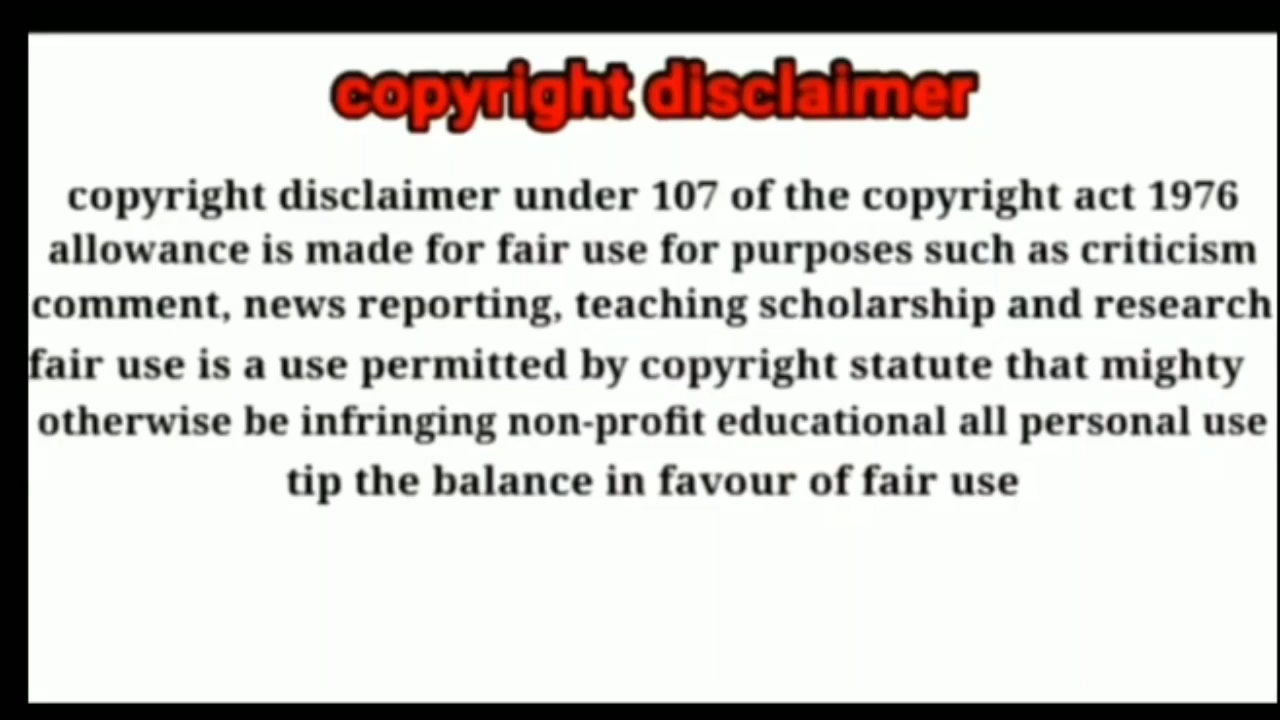 copyright disclaimer
copyright disclaimer under 107 of the copyright act 1976
allowance is made for fair use for purposes such as criticism
comment, news reporting, teaching scholarship and research
fair use is a use permitted by copyright statute that mighty
otherwise be infringing non-profit educational all personal use
tip the balance in favour of fair use